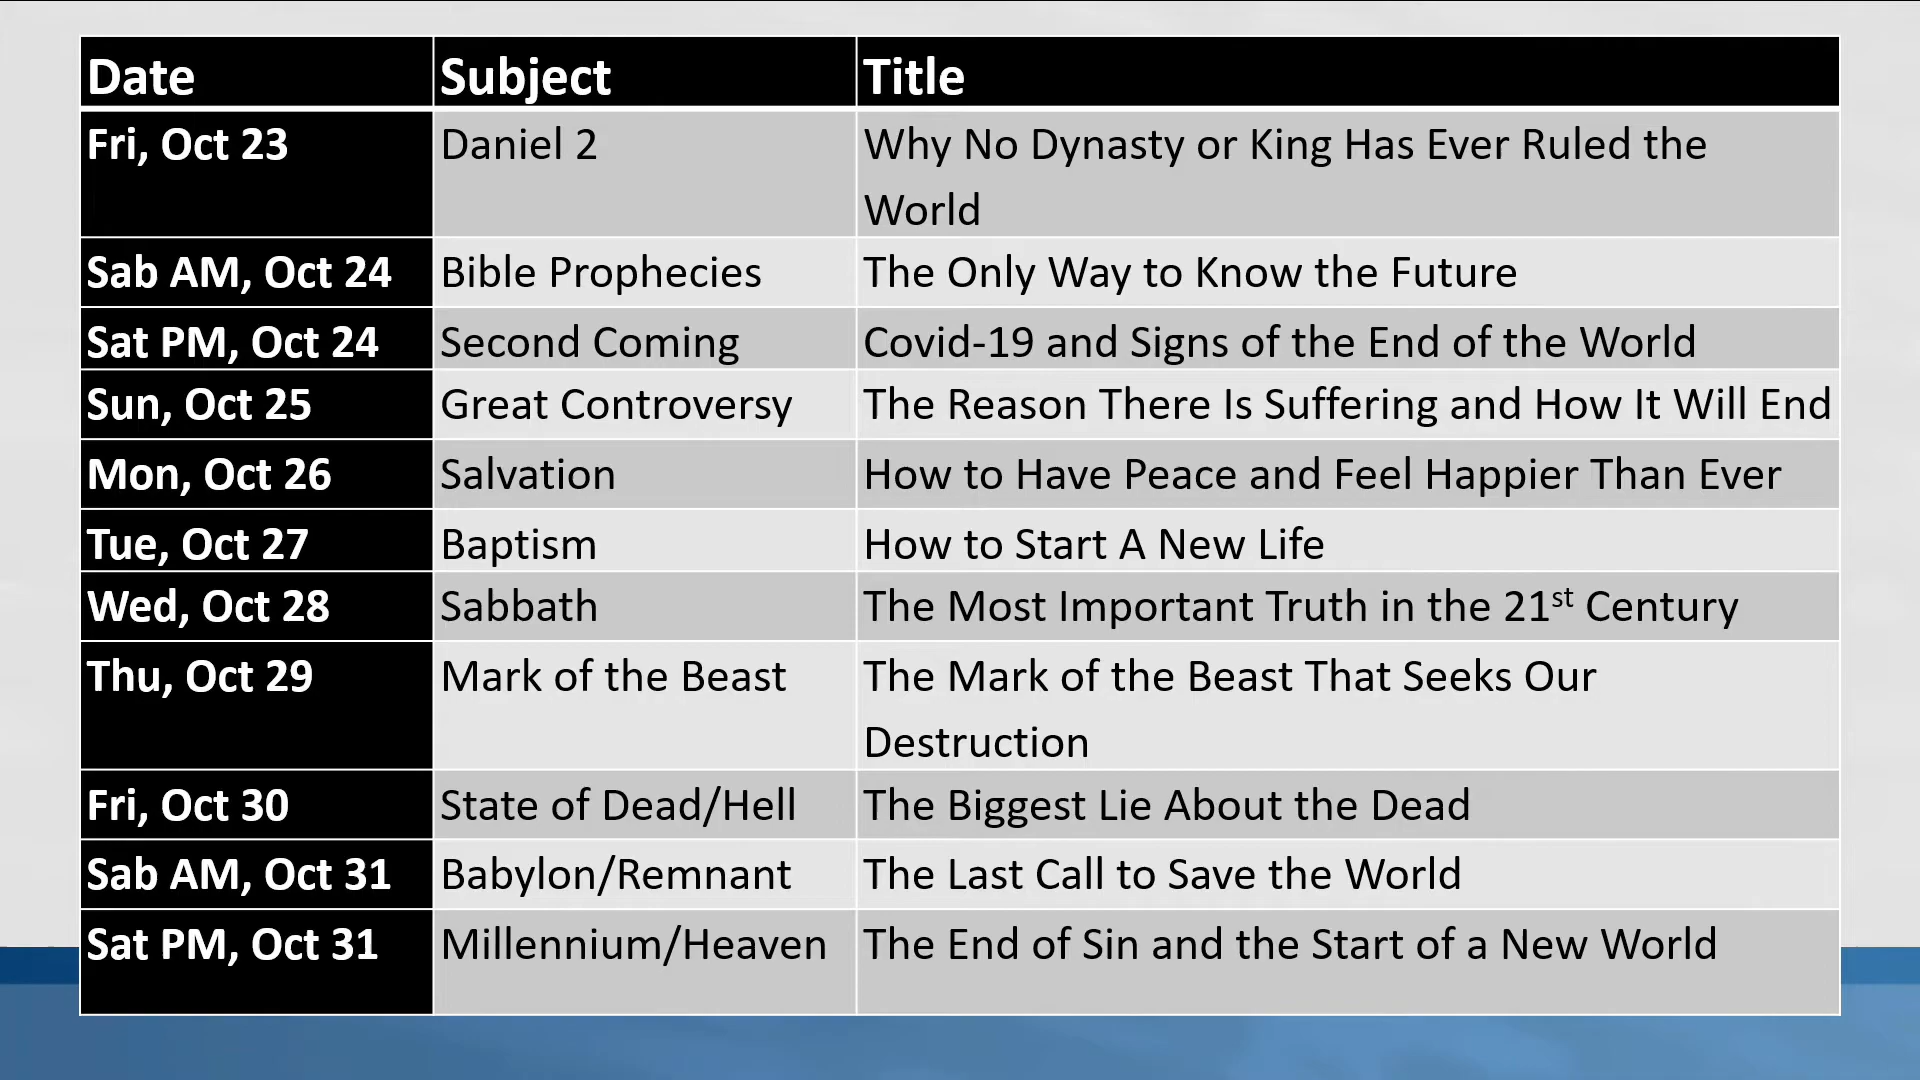 Date Subject Title
Fri, Oct 23 Daniel 2 Why No Dynasty or King Has Ever Ruled the
World
Sab AM, Oct 24 Bible Prophecies The Only Way to Know the Future
Sat PM, Oct 24 Second Coming Covid-19 and Signs of the End of the World
Sun, Oct 25 Great Controversy The Reason There Is Suffering and How It Will End
Mon, Oct 26 Salvation How to Have Peace and Feel Happier Than Ever
Tue, Oct 27 Baptism How to Start A New Life
Wed, Oct 28 Sabbath The Most Important Truth in the 21st Century
Thu, Oct 29 Mark of the Beast The Mark of the Beast That Seeks Our
Destruction
Fri, Oct 30 State of Dead/Hell The Biggest Lie About the Dead
Sab AM, Oct 31 Babylon/Remnant The Last Call to Save the World
Sat PM, Oct 31 Millennium/Heaven The End of Sin and the Start of a New World